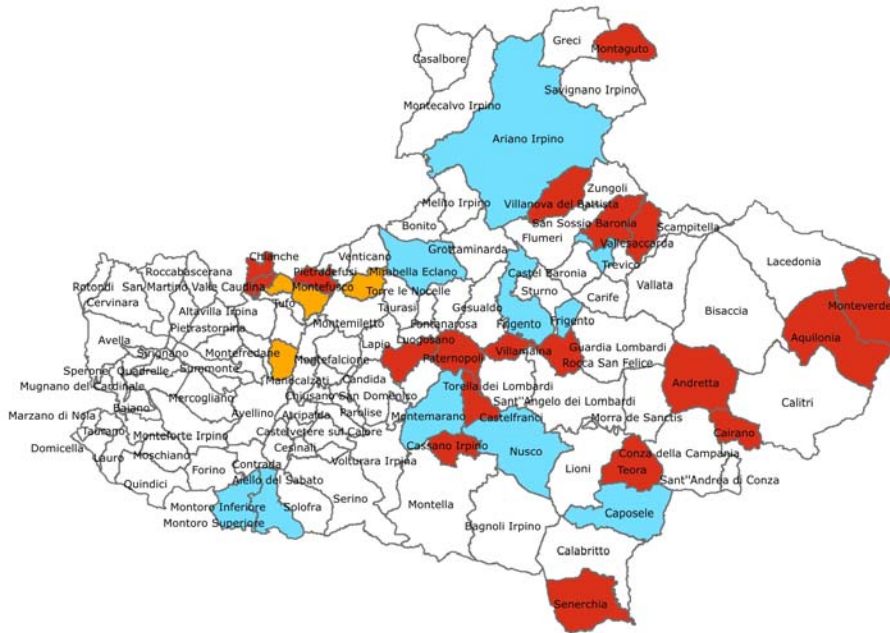 Greci
Montaguto
Casalbore
Savignano Irpino
Montecalvo Irpino
Ariano Irpino
Zungoli
Melito Irpino
Villanova del Battista
Bonito
San Sossio Baronia
Scampitella
Flumeri
Vallesaccarda
Grottaminarda
Chianche
Venticano
Trevico
Lacedonia
Roccabascerana
Pietradefusi
Mirabella Eclano
Castel Baronia
Rotondi
San Martino Valle Caudina
Montefusco
Torre le Nocelle
Sturno
Carife
Vallata
Cervinara
Tufo
Taurasi
Gesualdo
Monteverde
Altavilla Irpina
Montemiletto
Fontanarosa
Frigento
Frigento
Bisaccia
Pietrastornina
Avella
Luogosano
Aquilonia
Sirignano
Montefredane
Lapio
Villamaina
Guardia Lombardi
Sperone
Quadrelle
Summonte
Montefalcione
Paternopoli
Rocca San Felice
Mugnano del Cardinale
Manocalzati
Candida
Torella dei Lombardi
Andretta
Mercogliano
Chiusano San Domenico
Sant''Angelo dei Lombardi
Calitri
Baiano
Marzano di Nola
Avellino
Atripalda
Parolise
Montemarano
Castelfranci
Morra de Sanctis
Taurano
Monteforte Irpino
Castelvetere sul Calore
Cairano
Domicella
Cesinali
Cassano Irpino
Nusco
Conza della Campania
Lauro
Moschiano
Contrada
Volturara Irpina
Lioni
Teora
Forino
Aiello del Sabato
Sant''Andrea di Conza
Quindici
Montoro Inferiore
Solofra
Serino
Montella
Caposele
Montoro Superiore
Bagnoli Irpino
Calabritto
Senerchia